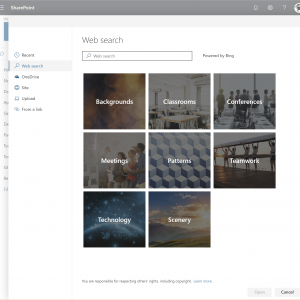 SharePoint
?
Web search
Recent
Web search
OneDrive
Site
Upload
From a link
Web search
Powered by Bing
Backgrounds
Classrooms
Conferences
Meetings
Patterns
Teamwork
Technology
Scenery
You are responsible for respecting others' rights, including copyright. Learn more.
Open
Cancel